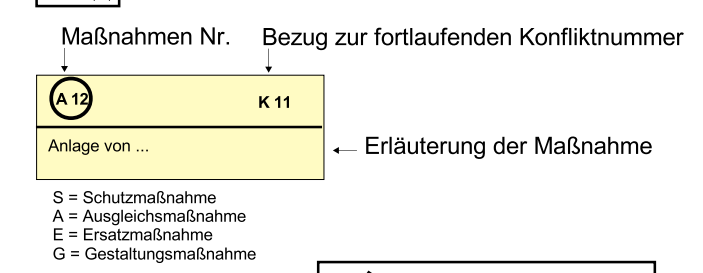 Maßnahmen Nr. Bezug zur fortlaufenden Konfliktnummer
A 12 K 11
Anlage von ...
Erläuterung der Maßnahme
S = Schutzmaßnahme
A = Ausgleichsmaßnahme
E = Ersatzmaßnahme
G = Gestaltungsmaßnahme